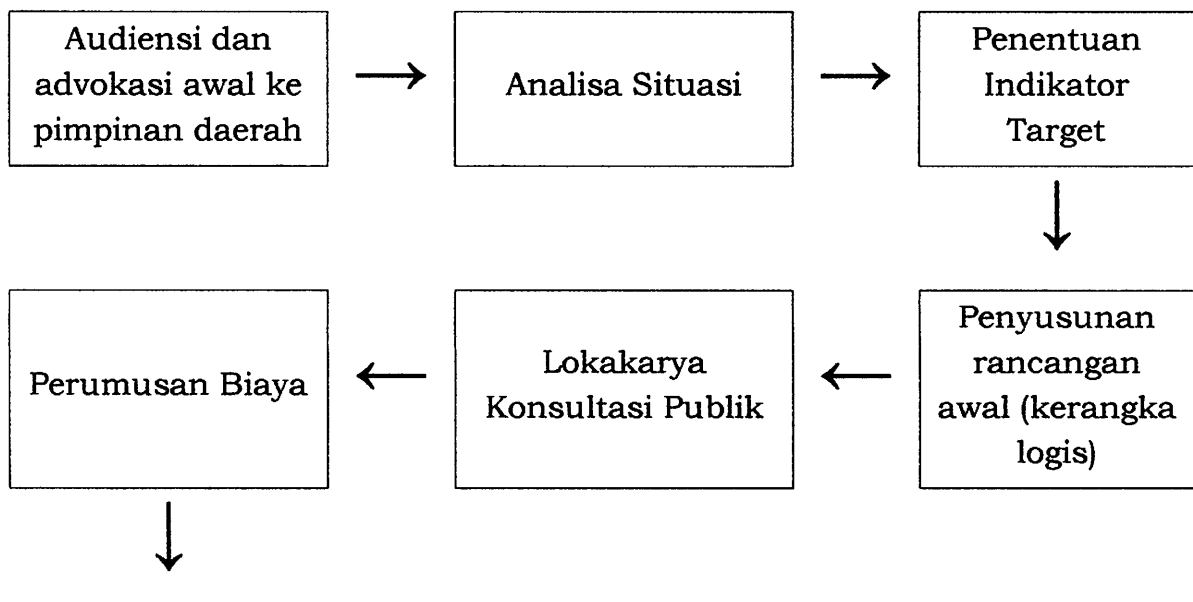 Audiensi dan
advokasi awal ke
pimpinan daerah
Analisa Situasi
Penentuan
Indikator
Target
Penyusunan
rancangan
awal (kerangka
logis)
Lokakarya
Konsultasi Publik
Perumusan Biaya